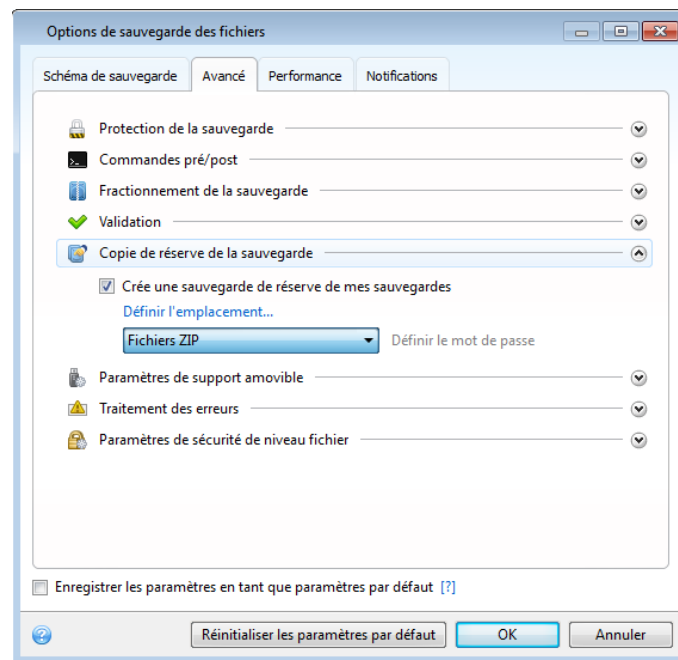 Options de sauvegarde des fichiers
Schéma de sauvegarde Avancé Performance Notifications
Protection de la sauvegarde
Commandes pré/post
Fractionnement de la sauvegarde
Validation
Copie de réserve de la sauvegarde
Crée une sauvegarde de réserve de mes sauvegardes
Définir l'emplacement...
Fichiers ZIP Définir le mot de passe
Paramètres de support amovible
Traitement des erreurs
Paramètres de sécurité de niveau fichier
Enregistrer les paramètres en tant que paramètres par défaut [?]
Réinitialiser les paramètres par défaut OK Annuler